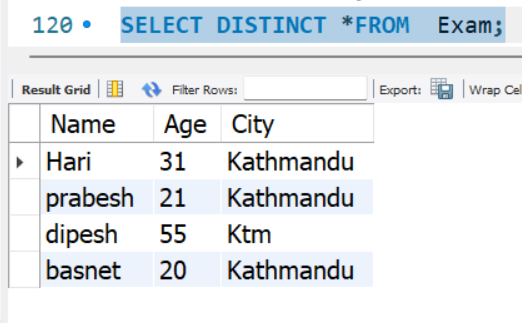 120 SELECT DISTINCT *FROM Exam;
Result Grid Filter Rows: Export: Wrap Cel
Name Age City
Hari 31 Kathmandu
prabesh 21 Kathmandu
dipesh 55 Ktm
basnet 20 Kathmandu